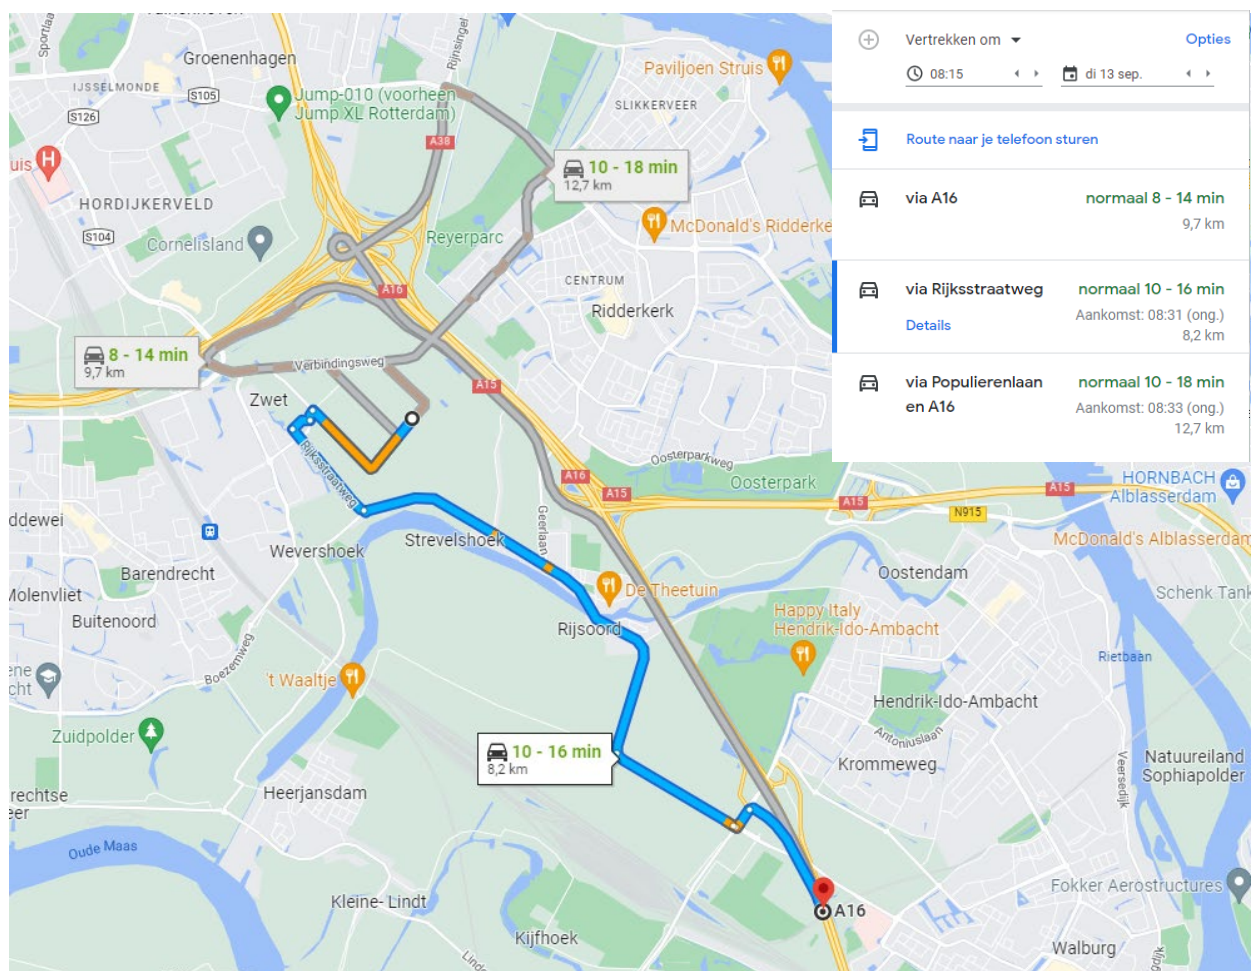 Groenenhagen
Rijnsingel
IJSSELMONDE
S105
S126
Jump-010 (voorheen
Jump XL Rotterdam)
A38
Paviljoen Struis
SLIKKERVEER
uis
H
HORDIJKERVELD
S104
Cornelisland
Reyerparc
10 - 18 min
12,7 km
McDonald's Ridderke
CENTRUM
Ridderkerk
A16
8 - 14 min
9,7 km
Verbindingsweg
A15
Zwet
Rijksstraatweg
Oosterparkweg
Oosterpark
A16
A15
A15
A15
N915
HORNBACH
Alblasserdam
McDonald's Alblasserdam
ddewei
Wevershoek
Strevelshoek
Geerlaan
Barendrecht
Molenvliet
Buitenoord
De Theetuin
Rijsoord
Oostendam
Schenk Tank
Happy Italy
Hendrik-Ido-Ambacht
Rietbaan
Boezemweg
ene
cht
't Waaltje
Zuidpolder
Hendrik-Ido-Ambacht
Antoniuslaan
Krommeweg
Veersedijk
Natuureiland
Sophiapolder
10 - 16 min
8,2 km
rechtse
eer
Heerjansdam
Oude Maas
Kleine- Lindt
Kijfhoek
A16
Fokker Aerostructures
Walburg
Vertrekken om
Opties
08:15
di 13 sep.
Route naar je telefoon sturen
via A16
normaal 8 - 14 min
9,7 km
via Rijksstraatweg
normaal 10 - 16 min
Details
Aankomst: 08:31 (ong.)
8,2 km
via Populierenlaan
en A16
normaal 10 - 18 min
Aankomst: 08:33 (ong.)
12,7 km